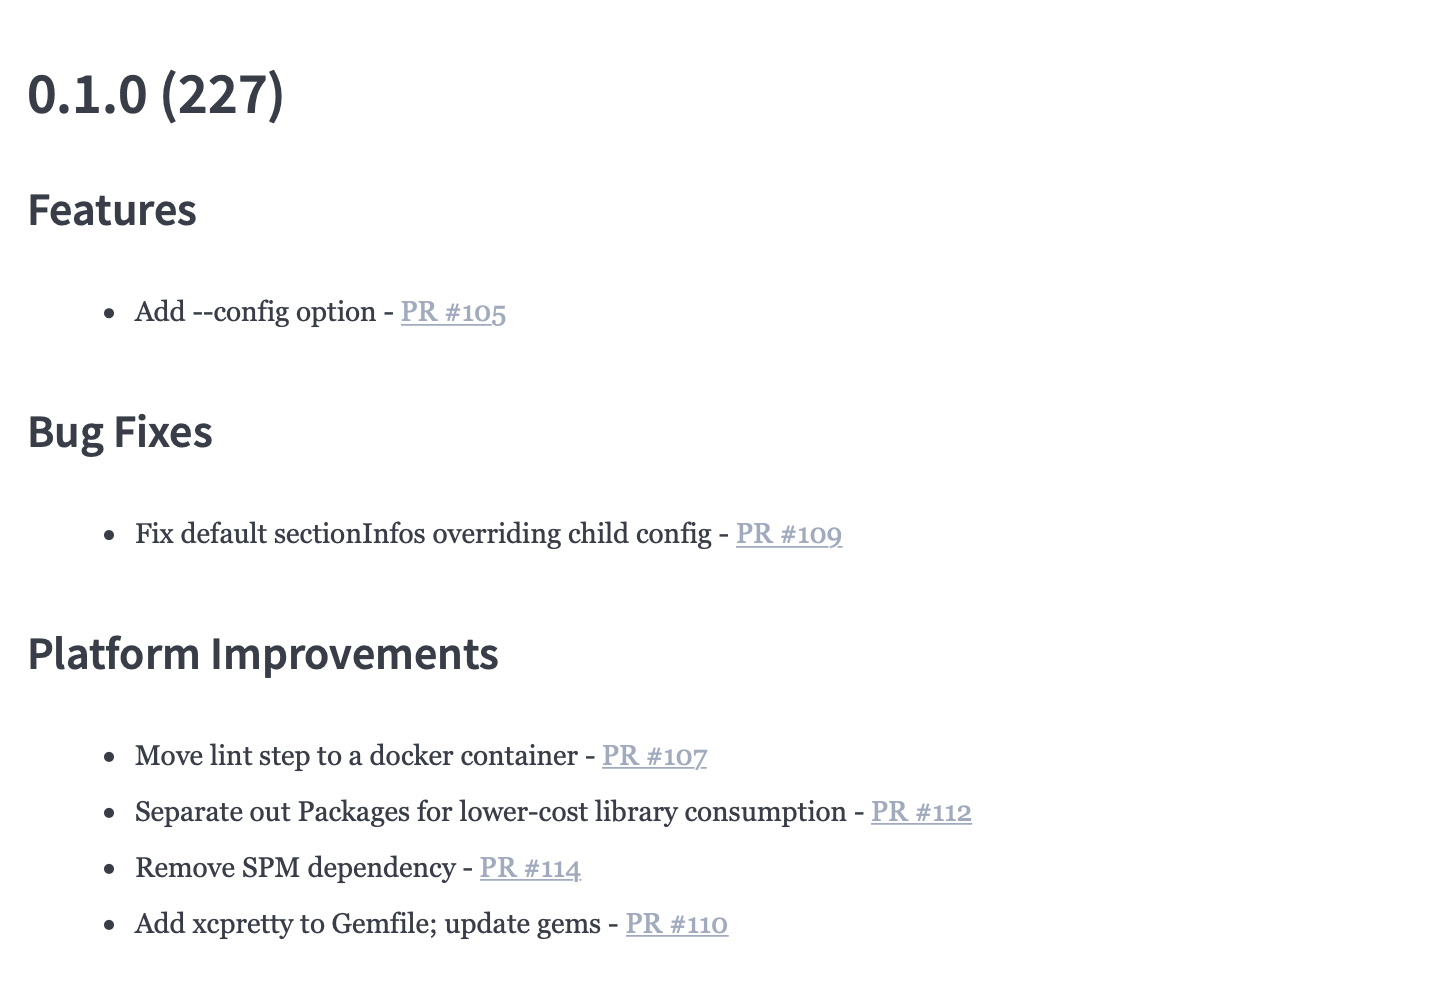 0.1.0 (227)
Features
• Add --config option - PR #105
Bug Fixes
• Fix default sectionInfos overriding child config - PR #109
Platform Improvements
• Move lint step to a docker container - PR #107
• Separate out Packages for lower-cost library consumption - PR #112
• Remove SPM dependency - PR #114
• Add xcpretty to Gemfile; update gems - PR #110